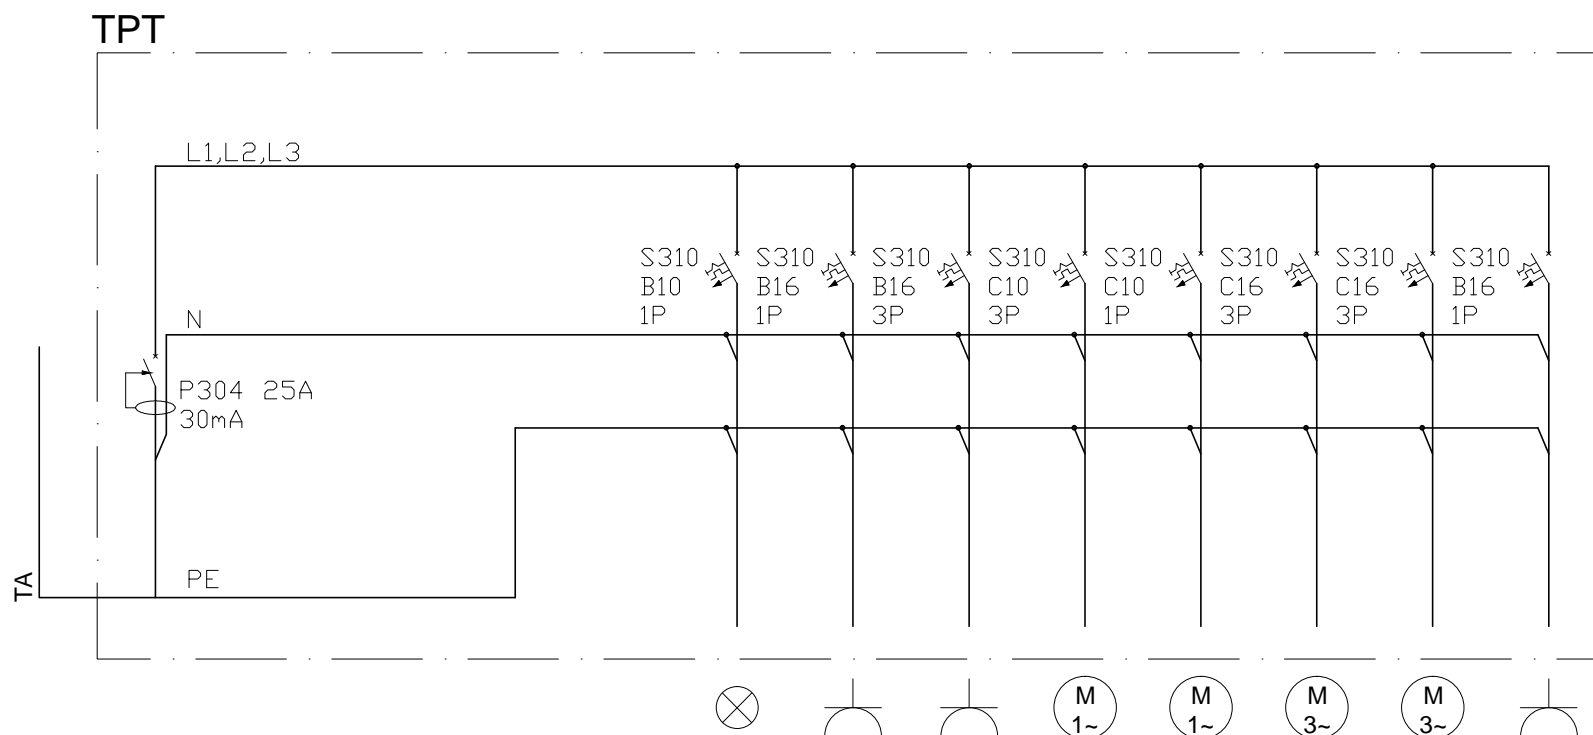 TPT
L1,L2,L3
S310 S310 S310 S310 S310 S310 S310 S310
B10 B16 B16 C10 C10 C16 C16 B16
1P 1P 3P 3P 1P 3P 3P 1P
N
P304 25A
30mA
PE
TA
M M M M
1~ 1~ 3~ 3~